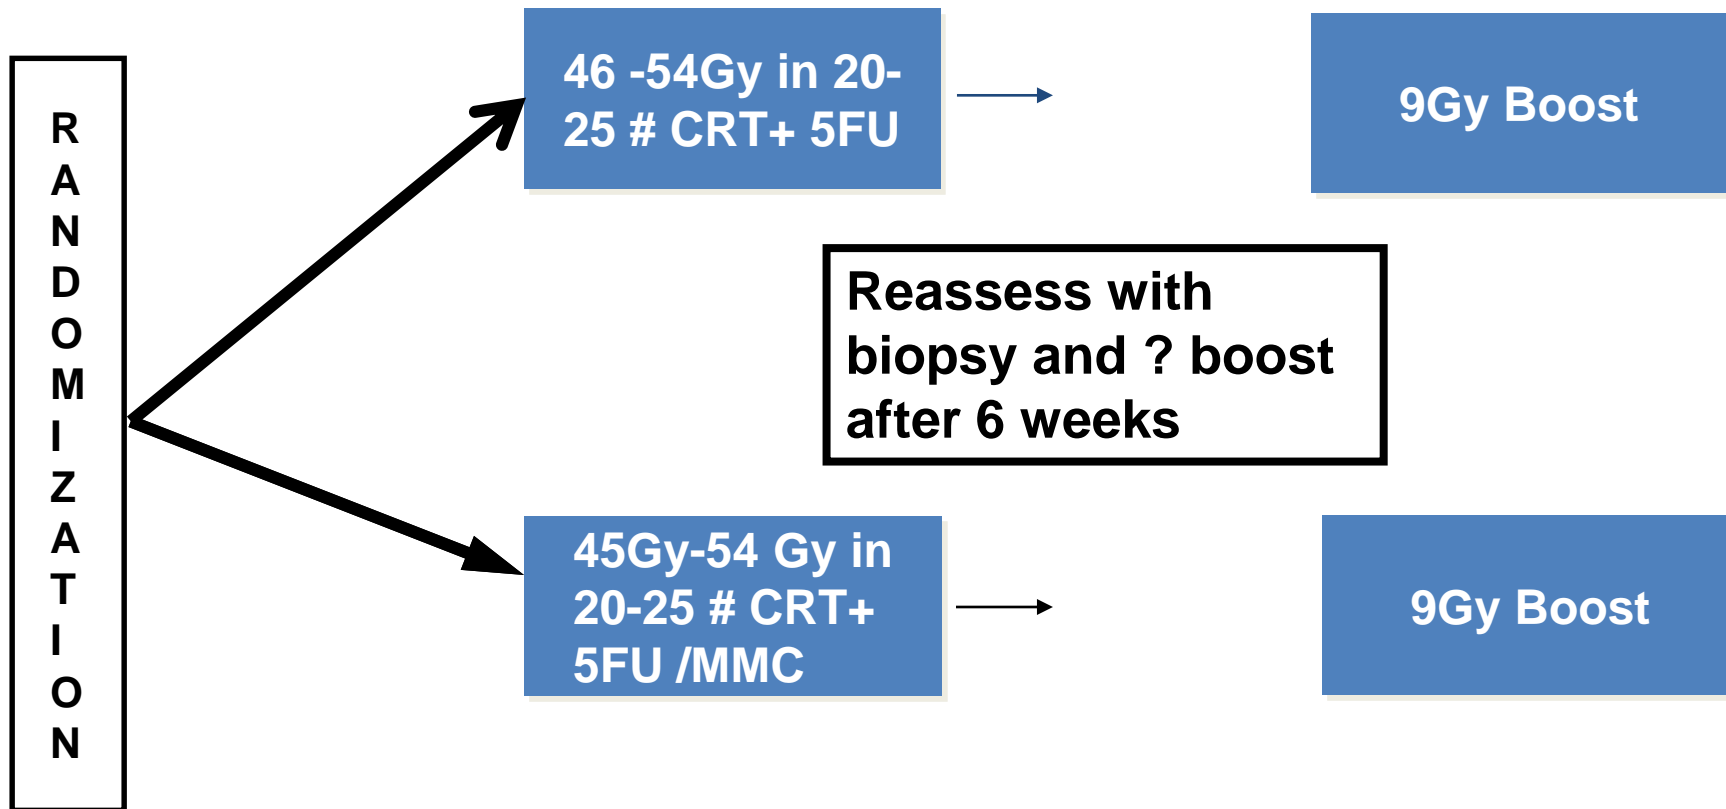 RANDOMIZATION
46 -54Gy in 20-
25 # CRT+ 5FU
9Gy Boost
Reassess with
biopsy and ? boost
after 6 weeks
45Gy-54 Gy in
20-25 # CRT+
5FU /MMC
9Gy Boost